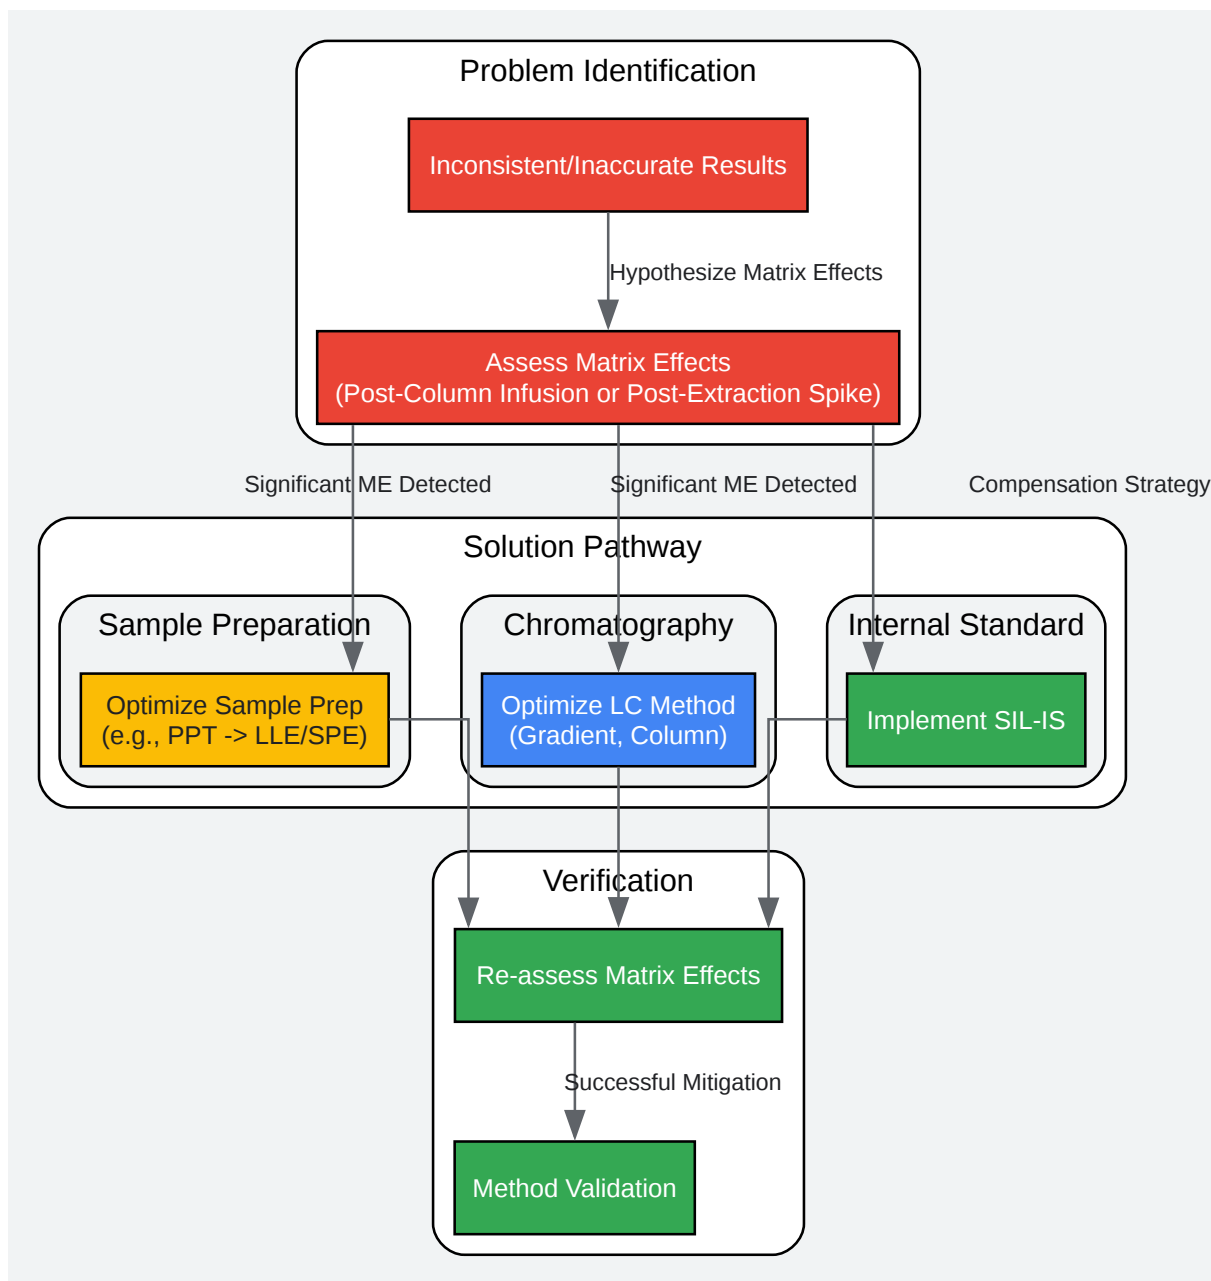 Problem Identification
Inconsistent/Inaccurate Results
Hypothesize Matrix Effects
Assess Matrix Effects
(Post-Column Infusion or Post-Extraction Spike)
Significant ME Detected
Significant ME Detected
Compensation Strategy
Solution Pathway
Sample Preparation
Chromatography
Internal Standard
Optimize Sample Prep
(e.g., PPT -> LLE/SPE)
Optimize LC Method
(Gradient, Column)
Implement SIL-IS
Verification
Re-assess Matrix Effects
Successful Mitigation
Method Validation